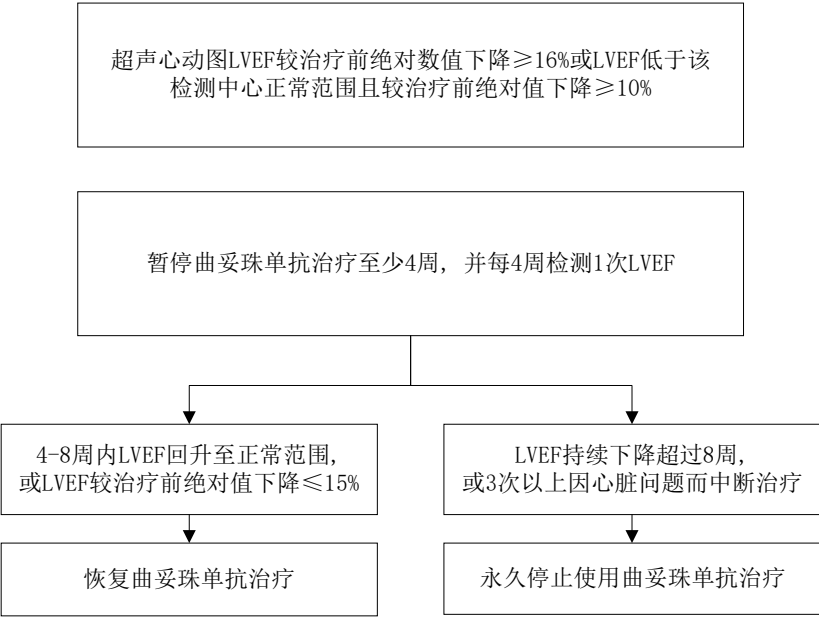 超声心动图LVEF较治疗前绝对数值下降≥16%或LVEF低于该
检测中心正常范围且较治疗前绝对值下降≥10%
暂停曲妥珠单抗治疗至少4周，并每4周检测1次LVEF
4-8周内LVEF回升至正常范围，
或LVEF较治疗前绝对值下降≤15%
LVEF持续下降超过8周，
或3次以上因心脏问题而中断治疗
恢复曲妥珠单抗治疗
永久停止使用曲妥珠单抗治疗